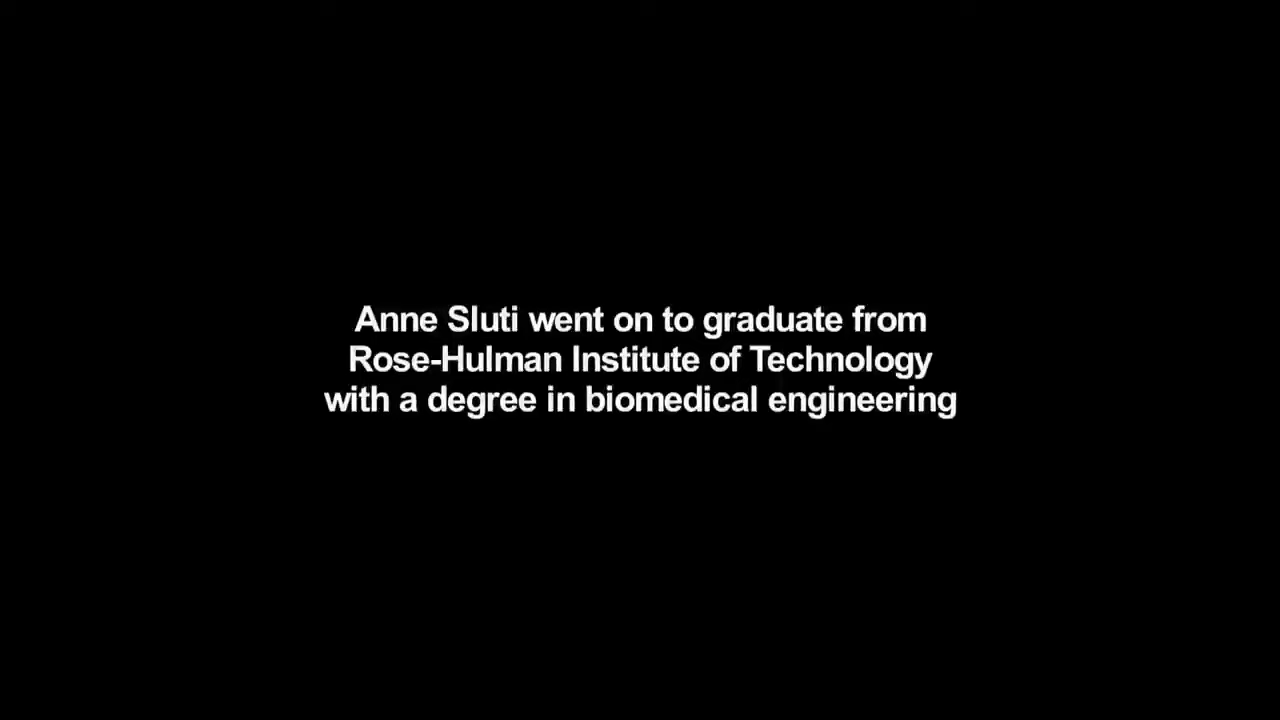 Anne Sluti went on to graduate from
Rose-Hulman Institute of Technology
with a degree in biomedical engineering